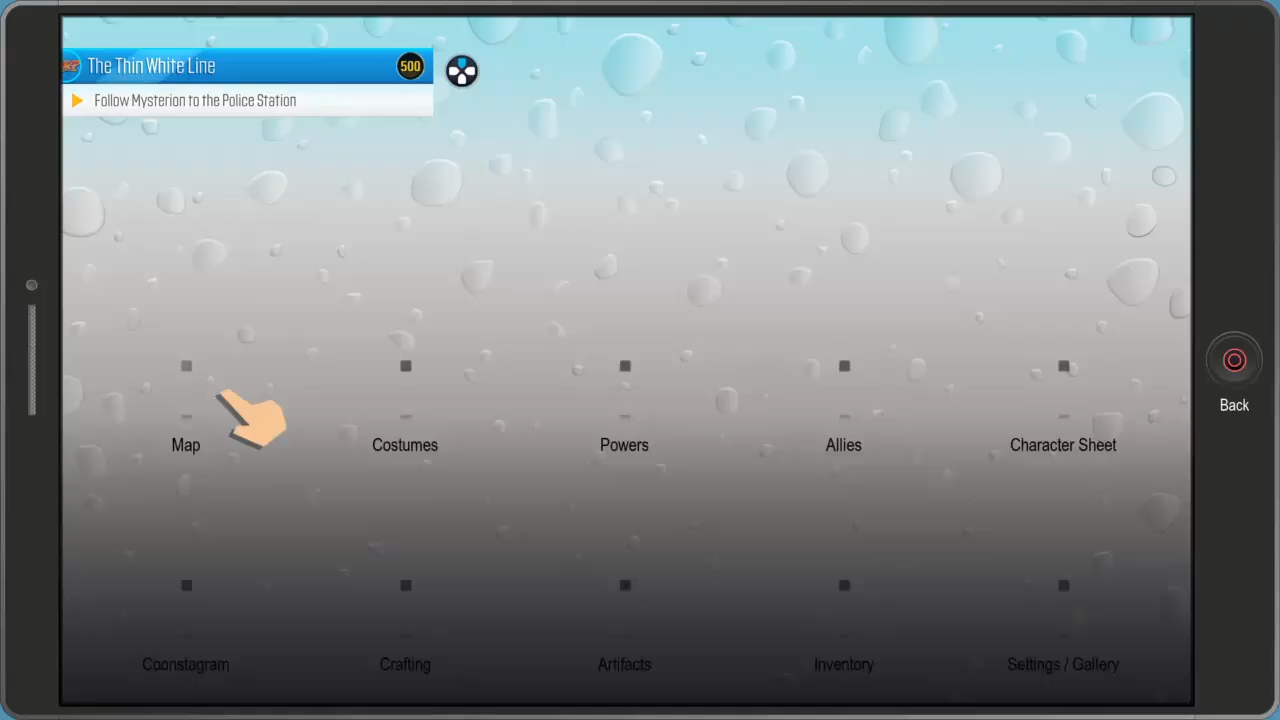 The Thin White Line
500
Follow Mysterion to the Police Station
Back
Map
Costumes
Powers
Allies
Character Sheet
Coonstagram
Crafting
Artifacts
Inventory
Settings / Gallery